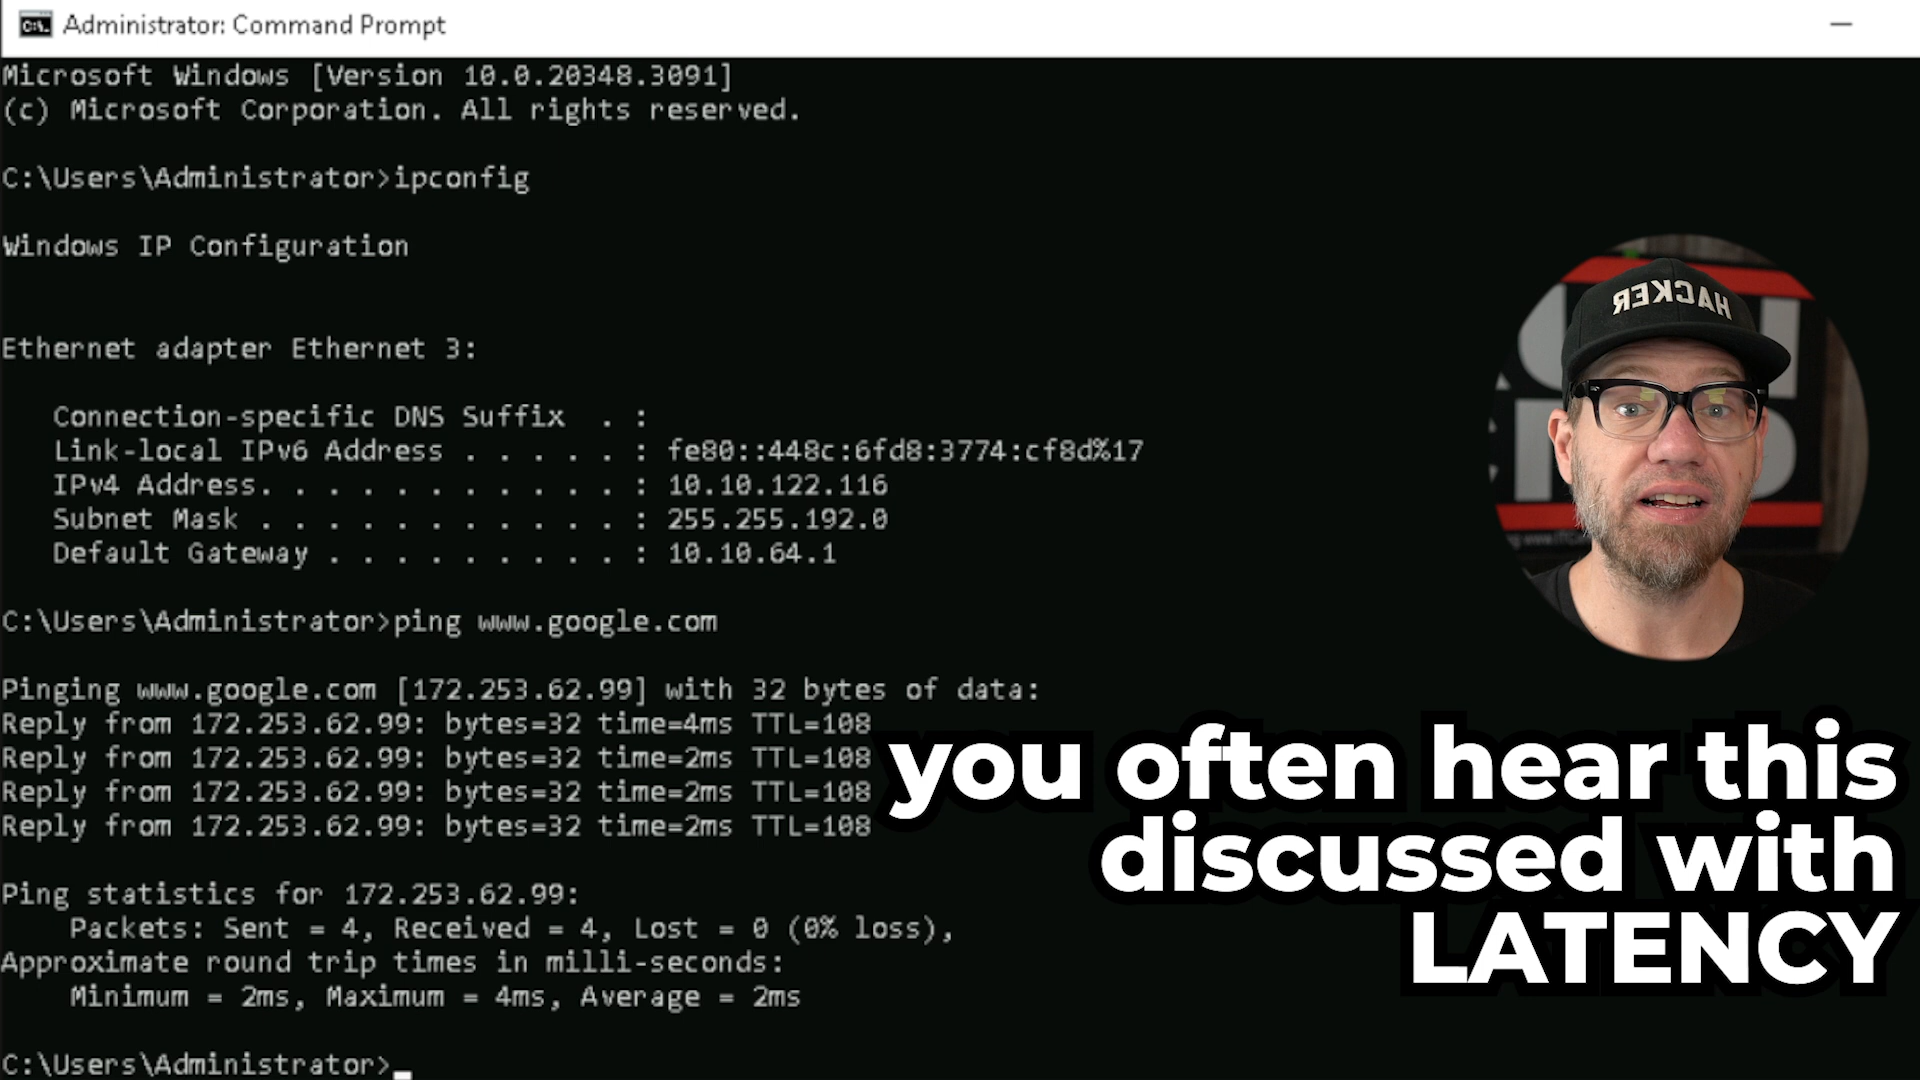 Administrator: Command Prompt
Microsoft Windows [Version 10.0.20348.3091]
(c) Microsoft Corporation. All rights reserved.
C:\Users\Administrator>ipconfig
Windows IP Configuration
Ethernet adapter Ethernet 3:
Connection-specific DNS Suffix . :
Link-local IPv6 Address . . . . . : fe80::448c:6fd8:3774:cf8d%17
IPv4 Address. . . . . . . . . . . : 10.10.122.116
Subnet Mask . . . . . . . . . . . : 255.255.192.0
Default Gateway . . . . . . . . . : 10.10.64.1
C:\Users\Administrator>ping www.google.com
Pinging www.google.com [172.253.62.99] with 32 bytes of data:
Reply from 172.253.62.99: bytes=32 time=4ms TTL=108
Reply from 172.253.62.99: bytes=32 time=2ms TTL=108
Reply from 172.253.62.99: bytes=32 time=2ms TTL=108
Reply from 172.253.62.99: bytes=32 time=2ms TTL=108
Ping statistics for 172.253.62.99:
Packets: Sent = 4, Received = 4, Lost = 0 (0% loss),
Approximate round trip times in milli-seconds:
Minimum = 2ms, Maximum = 4ms, Average = 2ms
C:\Users\Administrator>
HACKER
you often hear this
discussed with
LATENCY